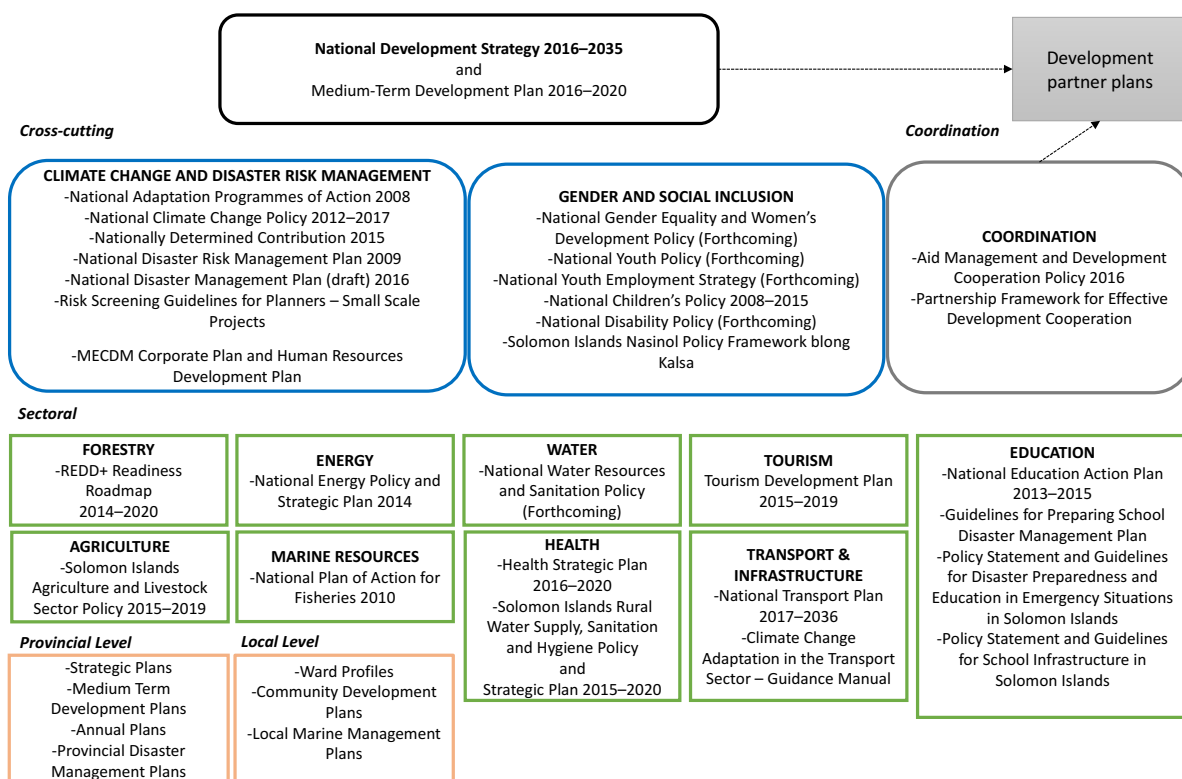 National Development Strategy 2016–2035
and
Medium-Term Development Plan 2016–2020
Development
partner plans
Cross-cutting
Coordination
CLIMATE CHANGE AND DISASTER RISK MANAGEMENT
-National Adaptation Programmes of Action 2008
-National Climate Change Policy 2012–2017
-Nationally Determined Contribution 2015
-National Disaster Risk Management Plan 2009
-National Disaster Management Plan (draft) 2016
-Risk Screening Guidelines for Planners – Small Scale
Projects
-MECDM Corporate Plan and Human Resources
Development Plan
GENDER AND SOCIAL INCLUSION
-National Gender Equality and Women's
Development Policy (Forthcoming)
-National Youth Policy (Forthcoming)
-National Youth Employment Strategy (Forthcoming)
-National Children's Policy 2008–2015
-National Disability Policy (Forthcoming)
-Solomon Islands Nasinol Policy Framework blong
Kalsa
COORDINATION
-Aid Management and Development
Cooperation Policy 2016
-Partnership Framework for Effective
Development Cooperation
Sectoral
FORESTRY
-REDD+ Readiness
Roadmap
2014–2020
ENERGY
-National Energy Policy and
Strategic Plan 2014
WATER
-National Water Resources
and Sanitation Policy
(Forthcoming)
TOURISM
Tourism Development Plan
2015–2019
EDUCATION
-National Education Action Plan
2013–2015
-Guidelines for Preparing School
Disaster Management Plan
-Policy Statement and Guidelines
for Disaster Preparedness and
Education in Emergency Situations
in Solomon Islands
-Policy Statement and Guidelines
for School Infrastructure in
Solomon Islands
AGRICULTURE
-Solomon Islands
Agriculture and Livestock
Sector Policy 2015–2019
MARINE RESOURCES
-National Plan of Action for
Fisheries 2010
HEALTH
-Health Strategic Plan
2016–2020
-Solomon Islands Rural
Water Supply, Sanitation
and Hygiene Policy
and
Strategic Plan 2015–2020
TRANSPORT &
INFRASTRUCTURE
-National Transport Plan
2017–2036
-Climate Change
Adaptation in the Transport
Sector – Guidance Manual
Provincial Level
-Strategic Plans
-Medium Term
Development Plans
-Annual Plans
-Provincial Disaster
Management Plans
Local Level
-Ward Profiles
-Community Development
Plans
-Local Marine Management
Plans